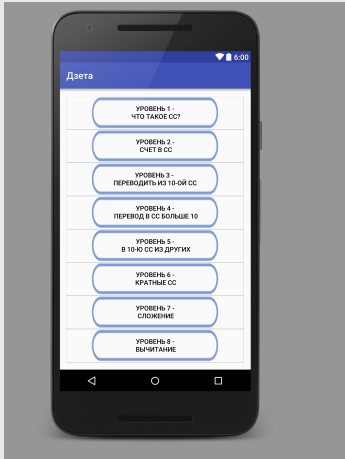 6:00
Дзета
УРОВЕНЬ 1 -
ЧТО ТАКОЕ СС?
УРОВЕНЬ 2 -
СЧЕТ В СС
УРОВЕНЬ 3 -
ПЕРЕВОДИТЬ ИЗ 10-ОЙ СС
УРОВЕНЬ 4 -
ПЕРЕВОД В СС БОЛЬШЕ 10
УРОВЕНЬ 5 -
В 10-Ю СС ИЗ ДРУГИХ
УРОВЕНЬ 6 -
КРАТНЫЕ СС
УРОВЕНЬ 7 -
СЛОЖЕНИЕ
УРОВЕНЬ 8 -
ВЫЧИТАНИЕ